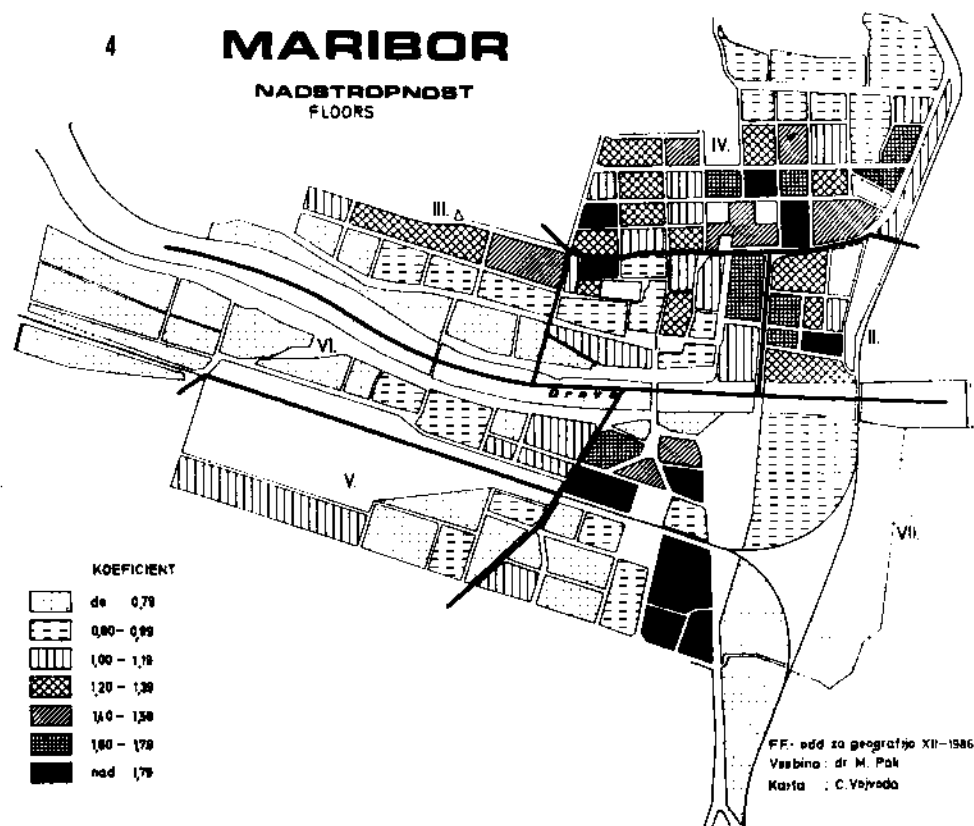 4
MARIBOR
NADSTROPNOST
FLOORS
IV.
III.
II.
VI.
Drava
V.
VII.
KOEFICIENT
do 0,79
0,80 - 0,99
1,00 - 1,19
1,20 - 1,39
1,40 - 1,59
1,60 - 1,79
nad 1,79
FF.- odd za geografijo XII-1986
Vsebina : dr M. Pak
Karta : C. Vojvoda